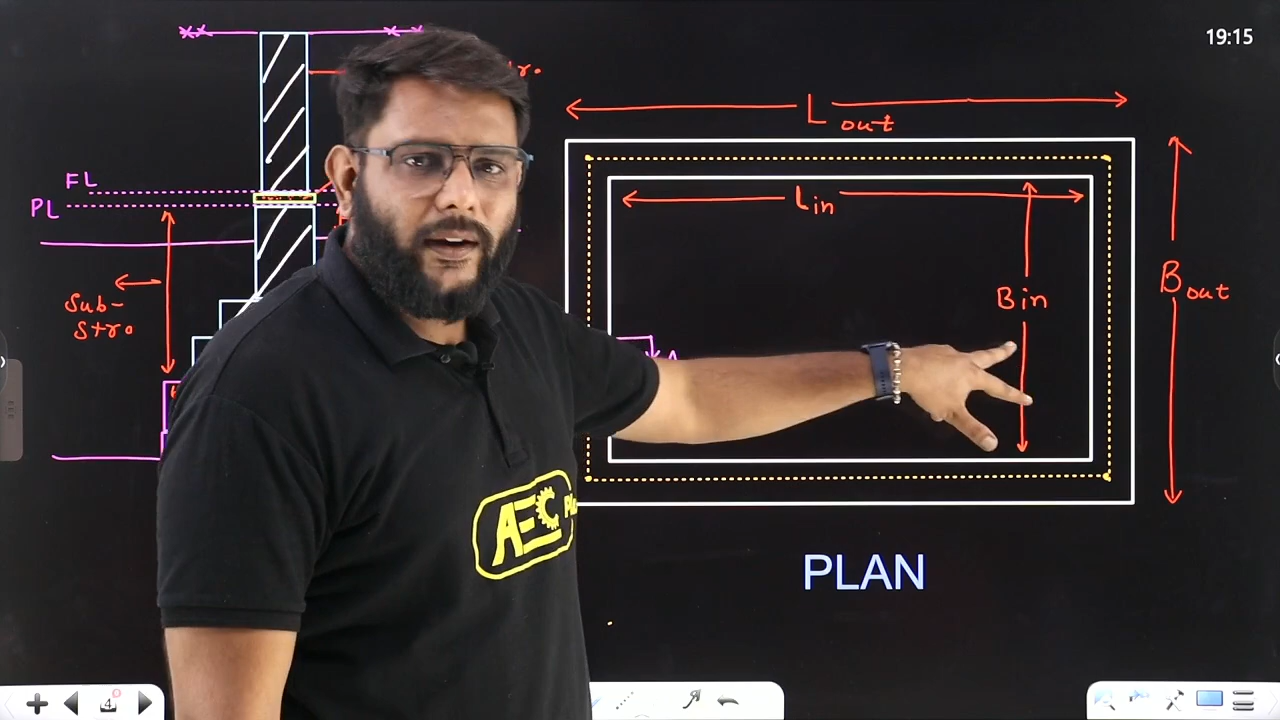 19:15
L out
FL
PL
L in
B in
B out
Sub-
Stro
AEC
PLAN
4